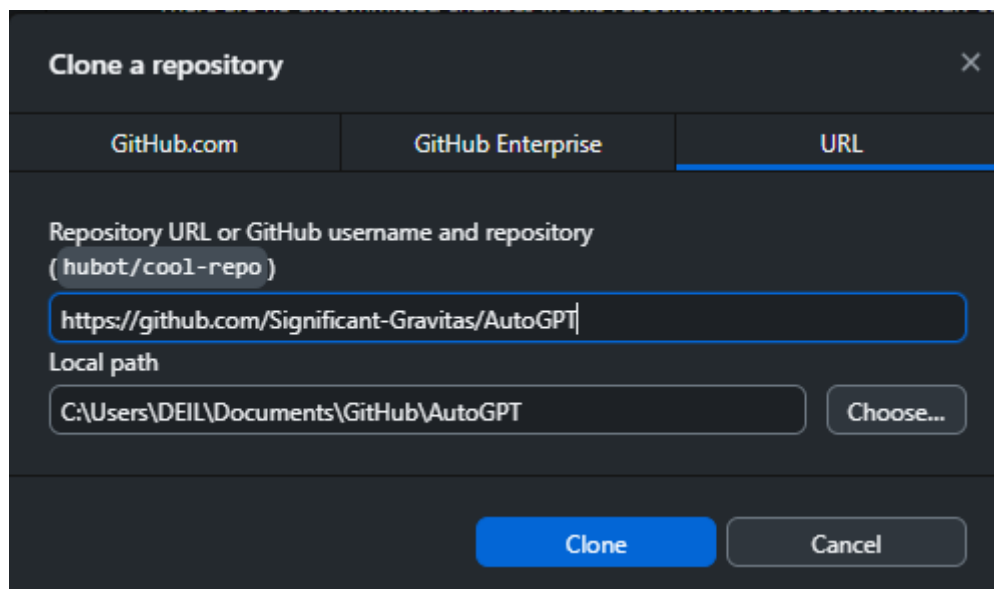 Clone a repository
GitHub.com GitHub Enterprise URL
Repository URL or GitHub username and repository
(hubot/cool-repo)
https://github.com/Significant-Gravitas/AutoGPT
Local path
C:\Users\DEIL\Documents\GitHub\AutoGPT Choose...
Clone Cancel